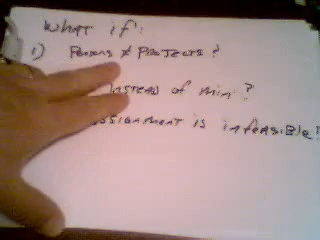 WHAT if:
1) Persons ≠ PROJECTS?
INSTEAD of min?
ASSIGNMENT is infeasible?